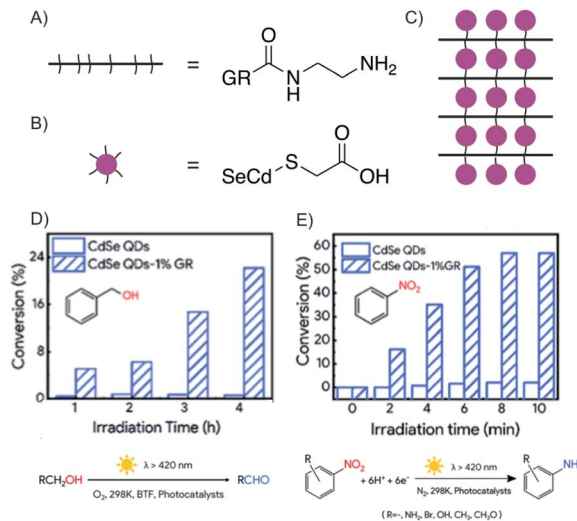 A)
=
O
GR
N
H
NH2
C)
B)
=
SeCd
S
O
OH
D)
CdSe QDs
CdSe QDs-1% GR
OH
Conversion (%)
24
16
8
0
1 2 3 4
Irradiation Time (h)
E)
CdSe QDs
CdSe QDs-1%GR
NO2
Conversion (%)
60
50
40
30
20
10
0
0 2 4 6 8 10
Irradiation time (min)
RCH2OH
λ > 420 nm
O2, 298K, BTF, Photocatalysts
RCHO
R
NO2
+ 6H+ + 6e-
λ > 420 nm
N2, 298K, Photocatalysts
R
NH
( R=-, NH2, Br, OH, CH3, CH3O )